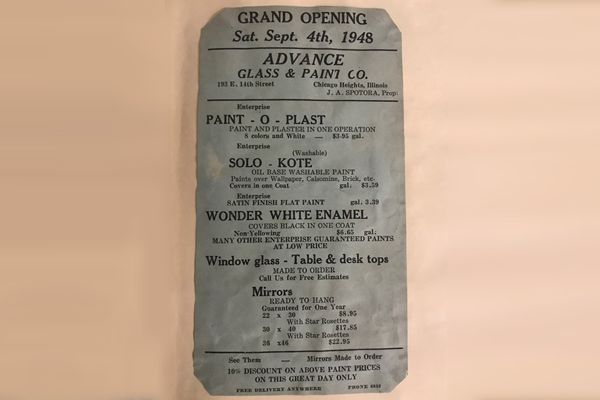 GRAND OPENING
Sat. Sept. 4th, 1948
ADVANCE
GLASS & PAINT CO.
193 E. 14th Street Chicago Heights, Illinois
J. A. SPOTORA, Prop.
Enterprise
PAINT - O - PLAST
PAINT AND PLASTER IN ONE OPERATION
8 colors and White — $3.95 gal.
Enterprise
(Washable)
SOLO - KOTE
OIL BASE WASHABLE PAINT
Paints over Wallpaper, Calsomine, Brick, etc.
Covers in one Coat gal. $3.59
Enterprise
SATIN FINISH FLAT PAINT gal. 3.39
WONDER WHITE ENAMEL
COVERS BLACK IN ONE COAT
Non-Yellowing $6.65 gal.
MANY OTHER ENTERPRISE GUARANTEED PAINTS
AT LOW PRICE
Window glass - Table & desk tops
MADE TO ORDER
Call Us for Free Estimates
Mirrors
READY TO HANG
Guaranteed for One Year
22 x 30 $8.95
With Star Rosettes
30 x 40 $17.85
With Star Rosettes
36 x46 $22.95
See Them — Mirrors Made to Order
10% DISCOUNT ON ABOVE PAINT PRICES
ON THIS GREAT DAY ONLY
FREE DELIVERY ANYWHERE PHONE